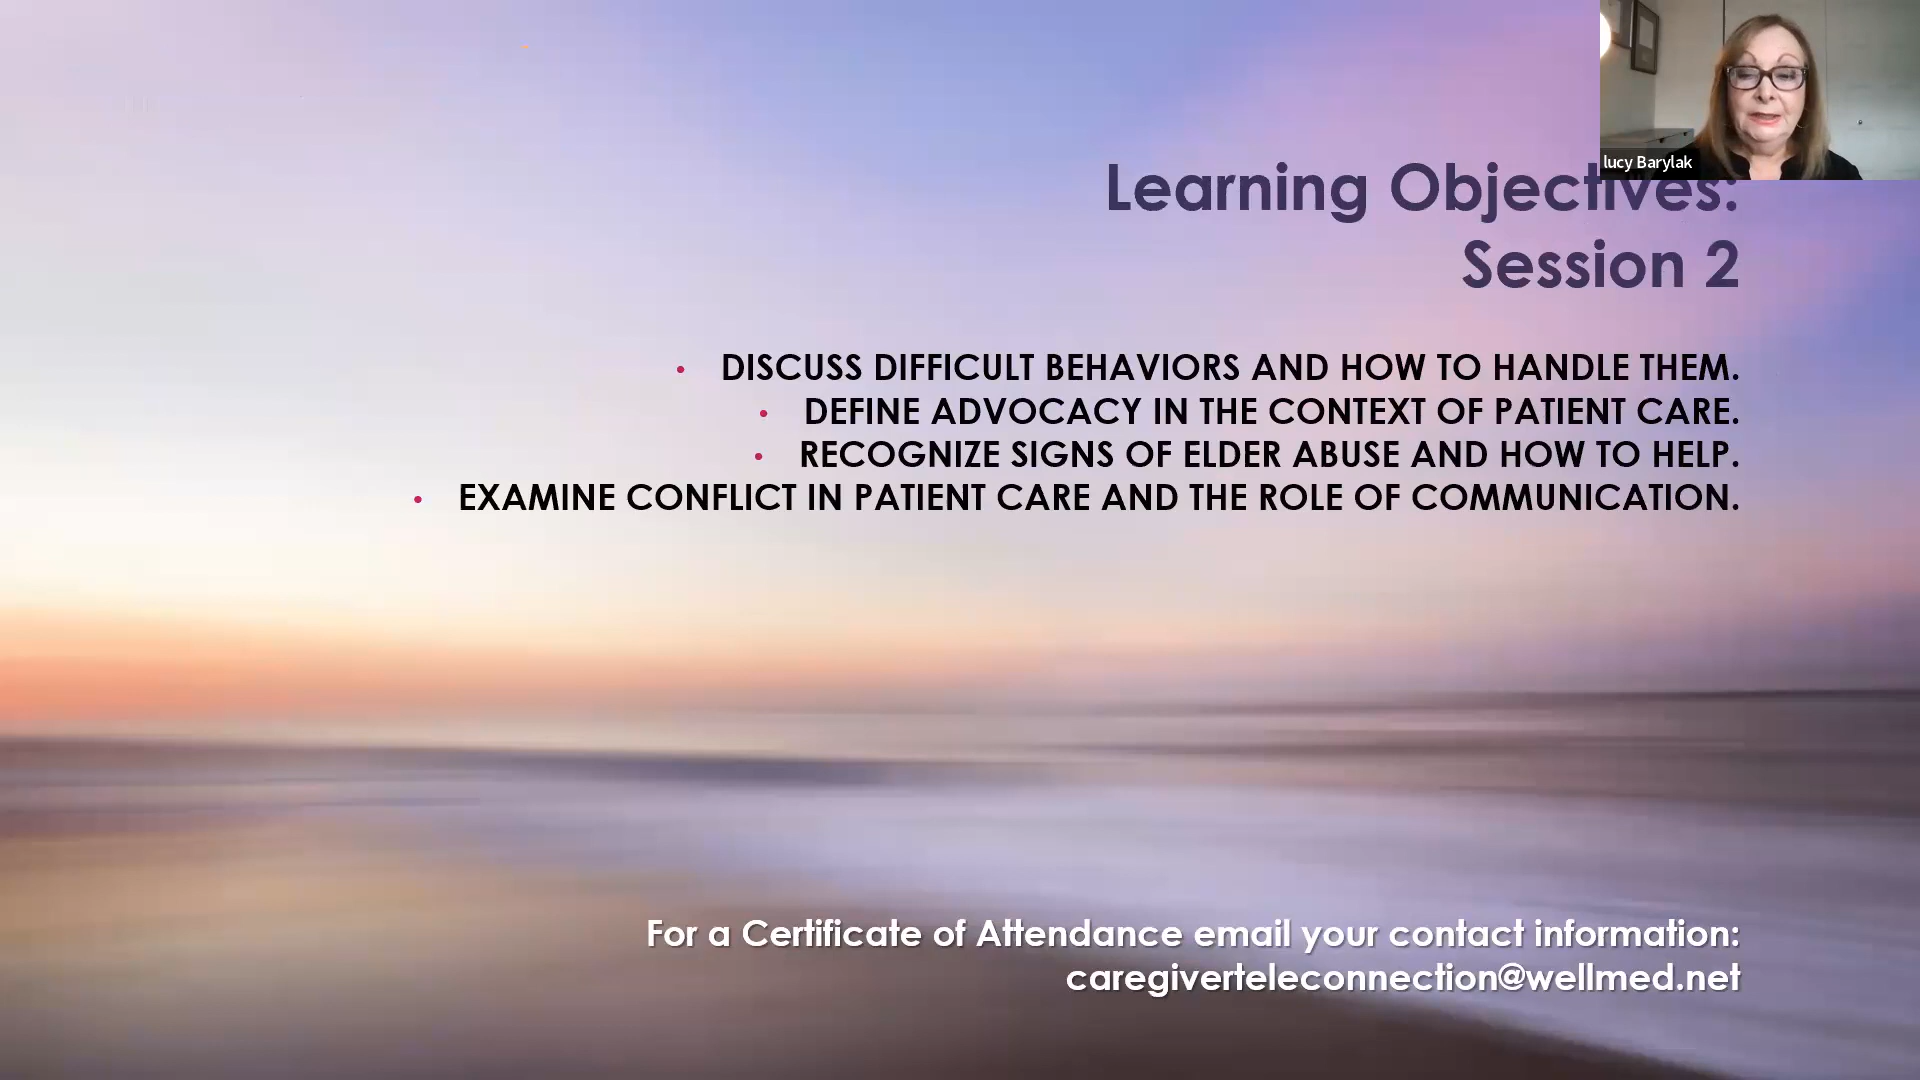 lucy Barylak
Learning Objectives:
Session 2
• DISCUSS DIFFICULT BEHAVIORS AND HOW TO HANDLE THEM.
• DEFINE ADVOCACY IN THE CONTEXT OF PATIENT CARE.
• RECOGNIZE SIGNS OF ELDER ABUSE AND HOW TO HELP.
• EXAMINE CONFLICT IN PATIENT CARE AND THE ROLE OF COMMUNICATION.
For a Certificate of Attendance email your contact information:
caregiverteleconnection@wellmed.net